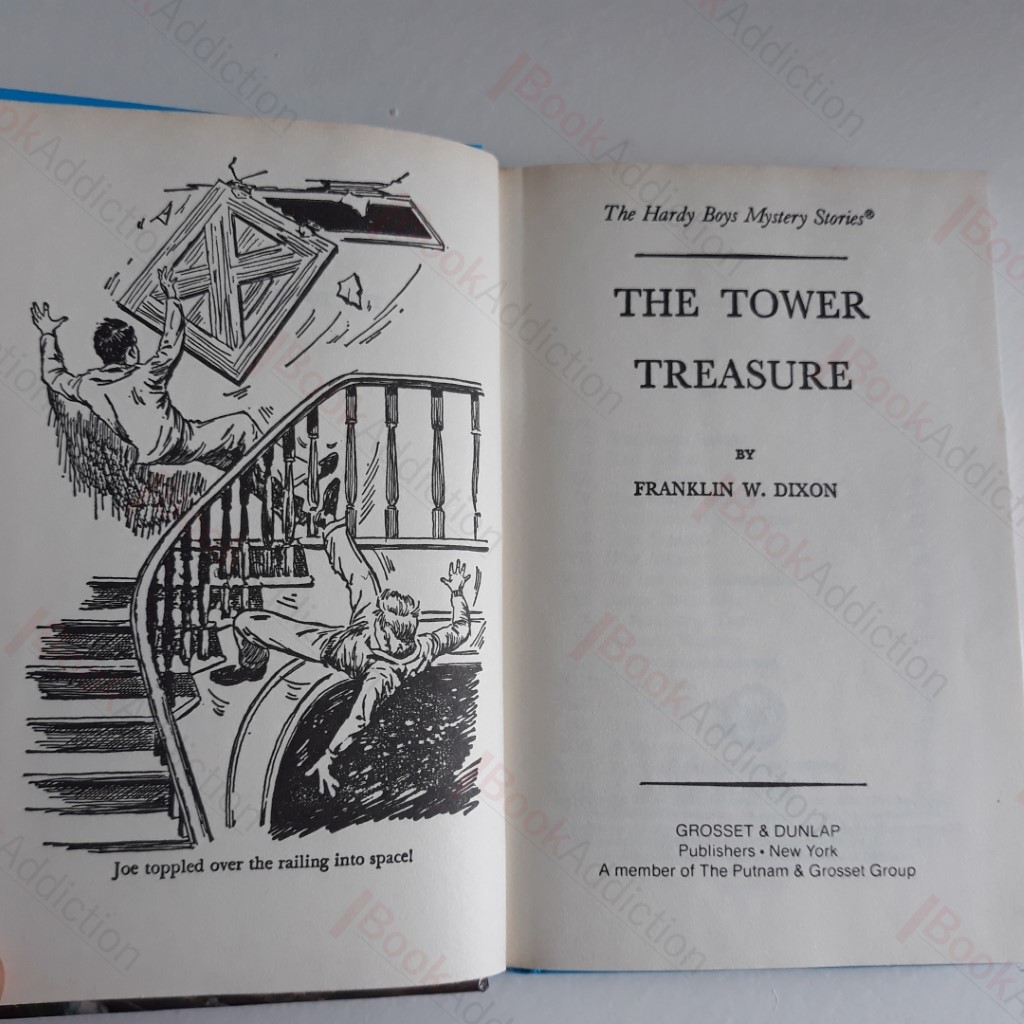 Joe toppled over the railing into space!
The Hardy Boys Mystery Stories®
THE TOWER
TREASURE
BY
FRANKLIN W. DIXON
GROSSET & DUNLAP
Publishers • New York
A member of The Putnam & Grosset Group
BookAddiction